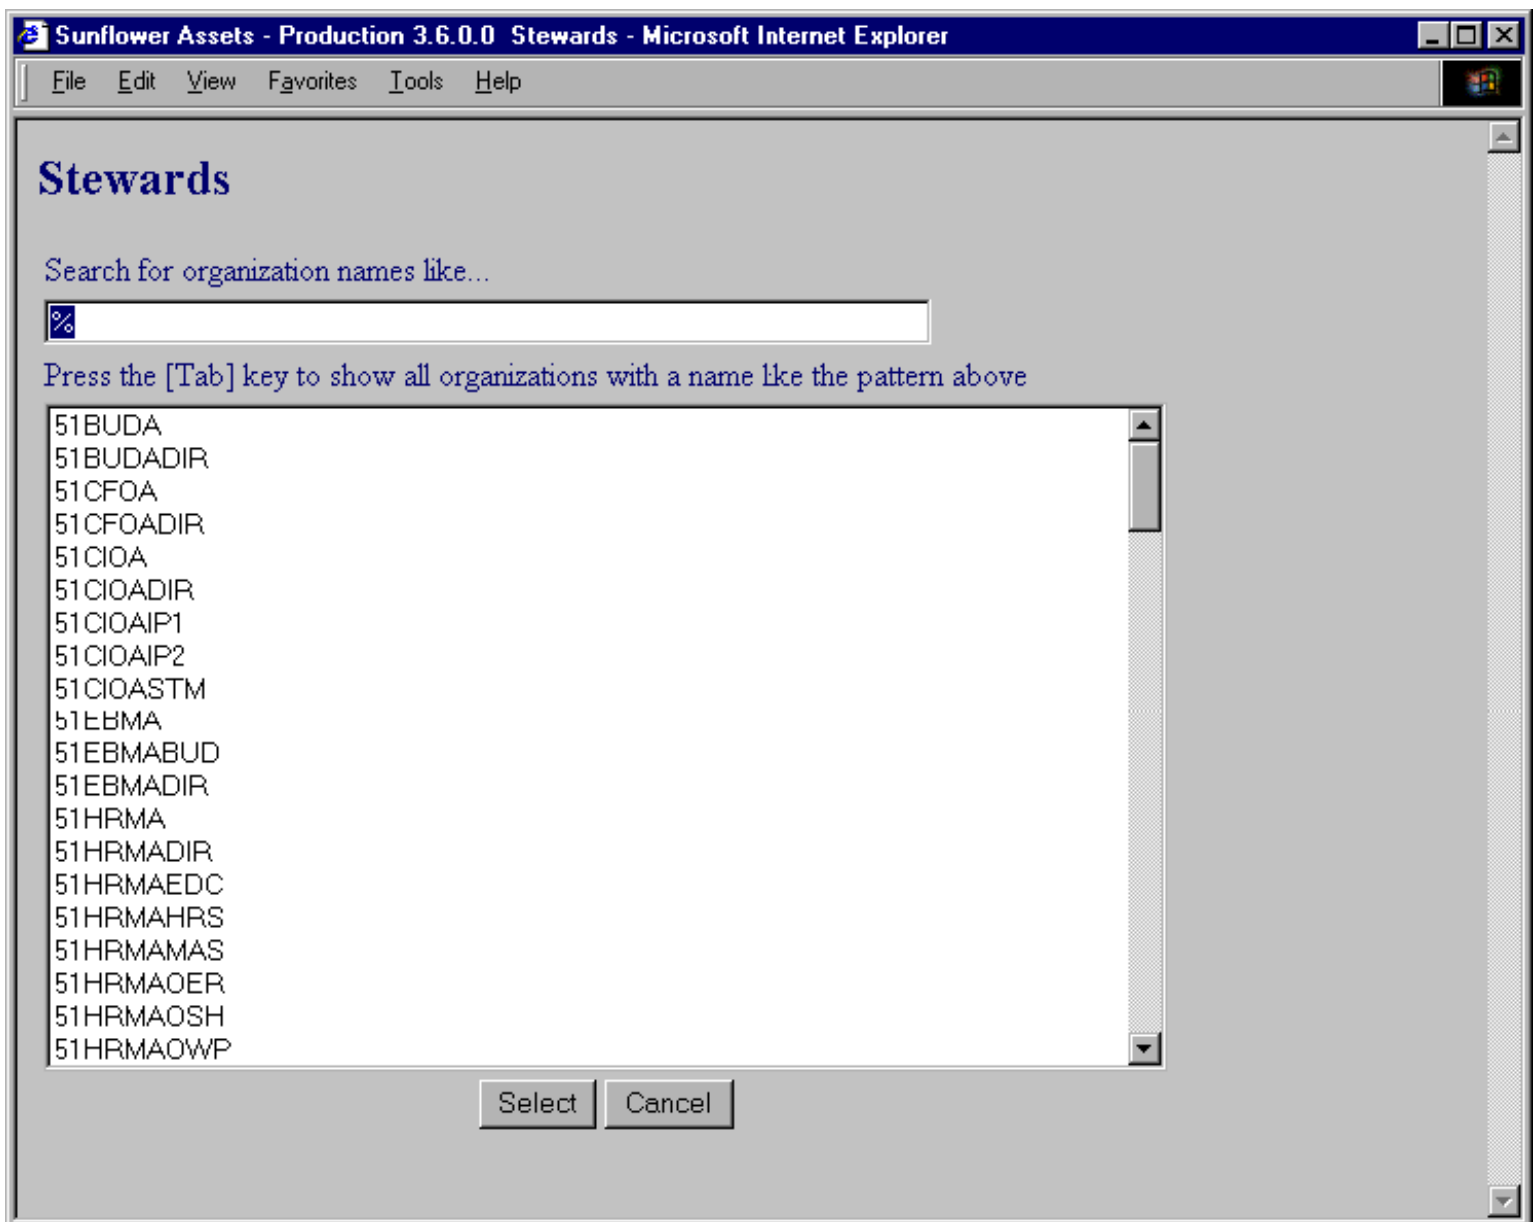 Sunflower Assets - Production 3.6.0.0 Stewards - Microsoft Internet Explorer
File Edit View Favorites Tools Help
Stewards
Search for organization names like...
%
Press the [Tab] key to show all organizations with a name like the pattern above
51BUDA
51BUDADIR
51CFOA
51CFOADIR
51CIOA
51CIOADIR
51CIOAIP1
51CIOAIP2
51CIOASTM
51EBMA
51EBMABUD
51EBMADIR
51HRMA
51HRMADIR
51HRMAEDC
51HRMAHRS
51HRMAMAS
51HRMAOER
51HRMAOSH
51HRMAOWP
Select Cancel